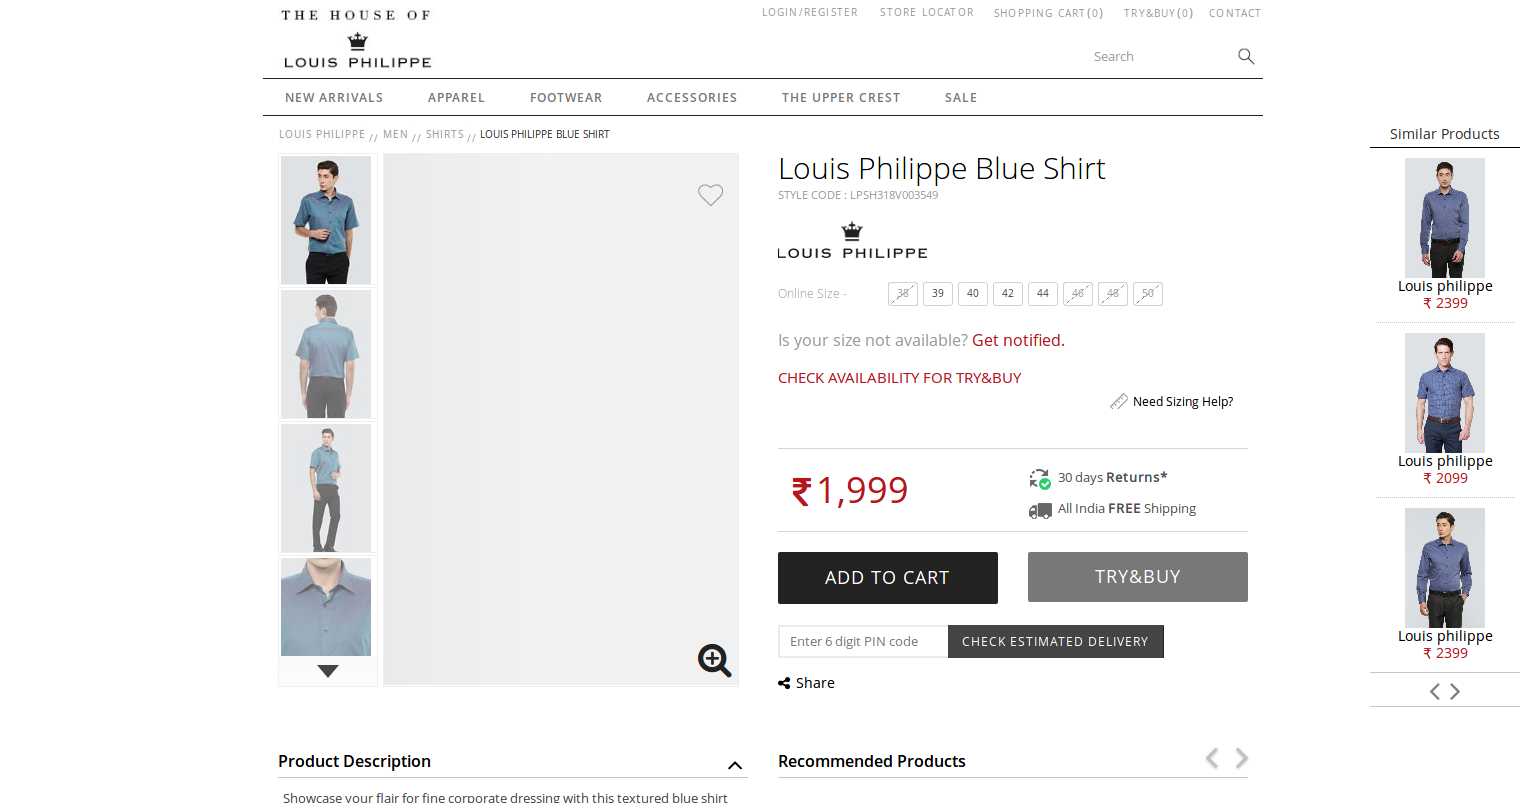 THE HOUSE OF
LOUIS PHILIPPE
LOGIN/REGISTER STORE LOCATOR SHOPPING CART(0) TRY&BUY(0) CONTACT
Search
NEW ARRIVALS APPAREL FOOTWEAR ACCESSORIES THE UPPER CREST SALE
LOUIS PHILIPPE // MEN // SHIRTS // LOUIS PHILIPPE BLUE SHIRT
Louis Philippe Blue Shirt
STYLE CODE : LPSH318V003549
LOUIS PHILIPPE
Online Size - 38 39 40 42 44 46 48 50
Is your size not available? Get notified.
CHECK AVAILABILITY FOR TRY&BUY
Need Sizing Help?
₹1,999
30 days Returns*
All India FREE Shipping
ADD TO CART
TRY&BUY
Enter 6 digit PIN code
CHECK ESTIMATED DELIVERY
Share
Similar Products
Louis philippe
₹ 2399
Louis philippe
₹ 2099
Louis philippe
₹ 2399
Product Description
Showcase your flair for fine corporate dressing with this textured blue shirt
Recommended Products